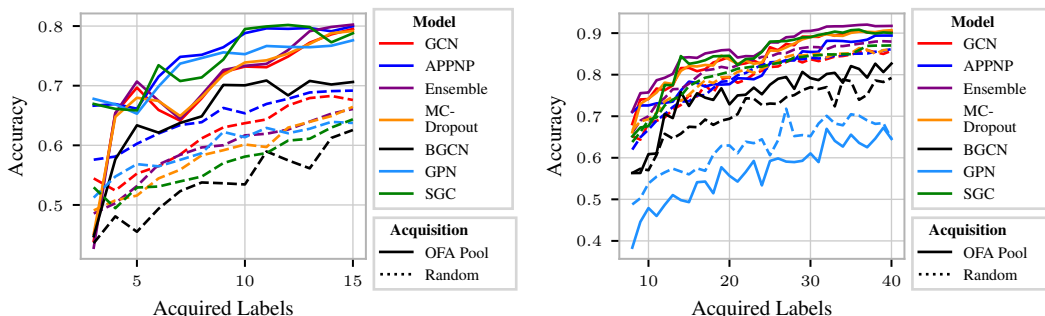 0.8
0.7
0.6
0.5
Accuracy
5
10
15
Acquired Labels
Model
GCN
APPNP
Ensemble
MC-
Dropout
BGCN
GPN
SGC
Acquisition
OFA Pool
Random
0.9
0.8
0.7
0.6
0.5
0.4
Accuracy
10
20
30
40
Acquired Labels
Model
GCN
APPNP
Ensemble
MC-
Dropout
BGCN
GPN
SGC
Acquisition
OFA Pool
Random